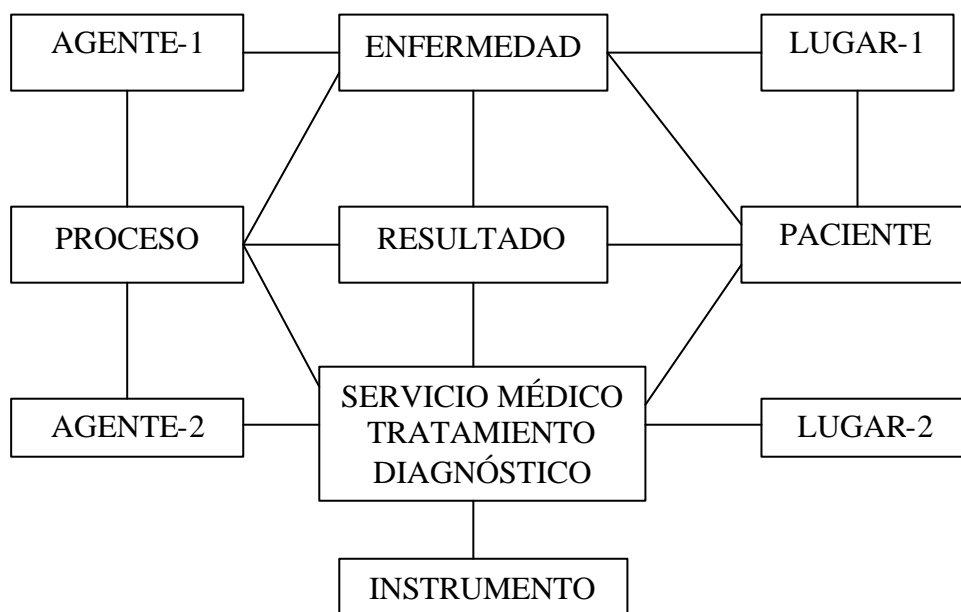 AGENTE-1
ENFERMEDAD
LUGAR-1
PROCESO
RESULTADO
PACIENTE
AGENTE-2
SERVICIO MÉDICO
TRATAMIENTO
DIAGNÓSTICO
LUGAR-2
INSTRUMENTO